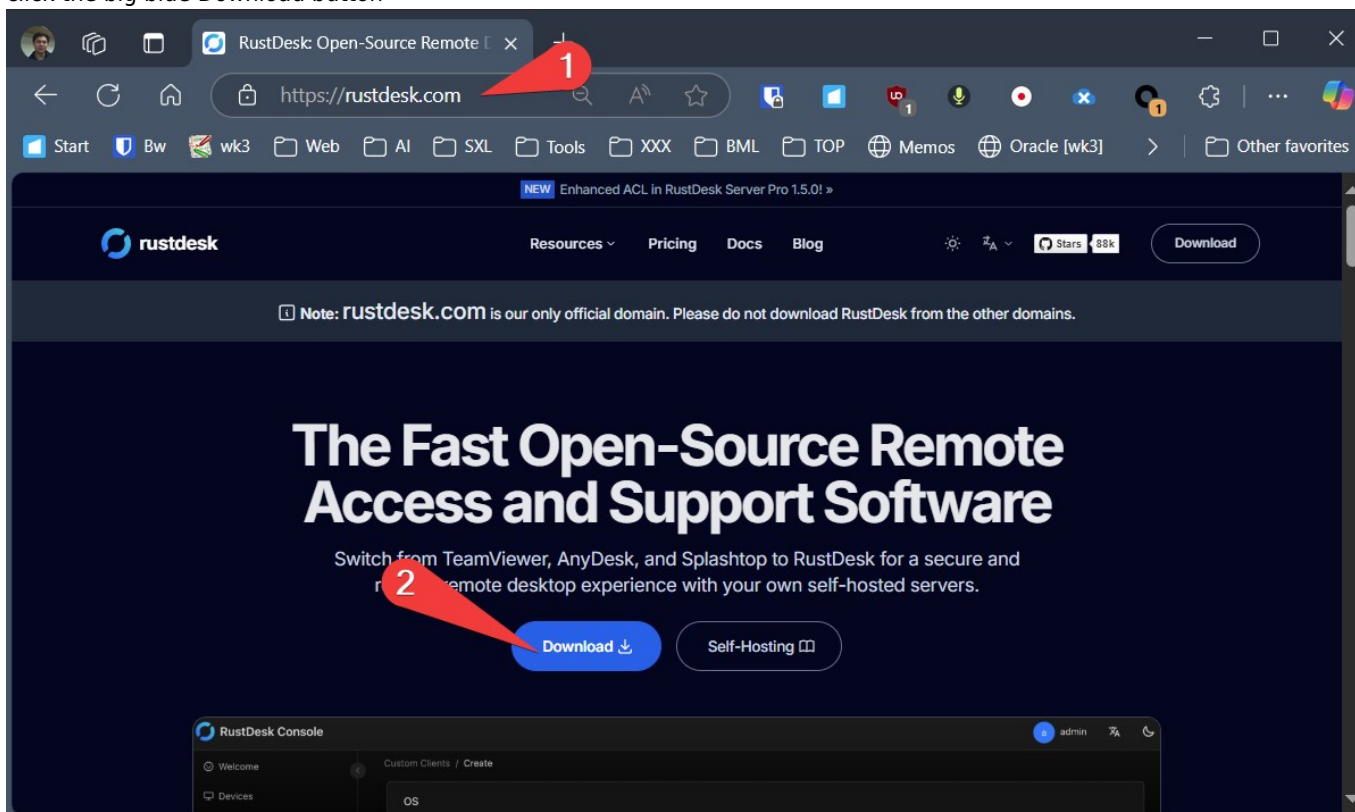 RustDesk: Open-Source Remote D
1
https://rustdesk.com
1
1
Start Bw wk3 Web AI SXL Tools XXX BML TOP Memos Oracle [wk3] Other favorites
NEW Enhanced ACL in RustDesk Server Pro 1.5.0! »
rustdesk Resources Pricing Docs Blog Stars 88k Download
Note: rustdesk.com is our only official domain. Please do not download RustDesk from the other domains.
The Fast Open-Source Remote
Access and Support Software
Switch from TeamViewer, AnyDesk, and Splashtop to RustDesk for a secure and
2 remote desktop experience with your own self-hosted servers.
Download Self-Hosting
RustDesk Console admin
Welcome Custom Clients / Create
Devices OS